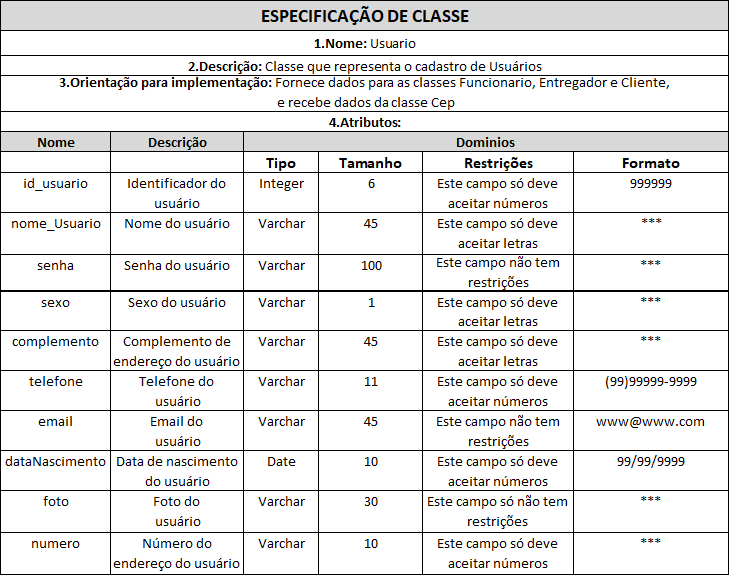 ESPECIFICAÇÃO DE CLASSE
1.Nome: Usuario
2.Descrição: Classe que representa o cadastro de Usuários
3.Orientação para implementação: Fornece dados para as classes Funcionario, Entregador e Cliente,
e recebe dados da classe Cep
4.Atributos:
Nome Descrição Dominios
Tipo Tamanho Restrições Formato
id_usuario Identificador do Integer 6 Este campo só deve 999999
usuário aceitar números
nome_Usuario Nome do usuário Varchar 45 Este campo só deve ***
aceitar letras
senha Senha do usuário Varchar 100 Este campo não tem ***
restrições
sexo Sexo do usuário Varchar 1 Este campo só deve ***
aceitar letras
complemento Complemento de Varchar 45 Este campo só deve ***
endereço do usuário aceitar letras
telefone Telefone do Varchar 11 Este campo só deve (99)99999-9999
usuário aceitar números
email Email do Varchar 45 Este campo não tem www@www.com
usuário restrições
dataNascimento Data de nascimento Date 10 Este campo só deve 99/99/9999
do usuário aceitar números
foto Foto do Varchar 30 Este campo só não tem ***
usuário restrições
numero Número do Varchar 10 Este campo só deve ***
endereço do usuário aceitar números